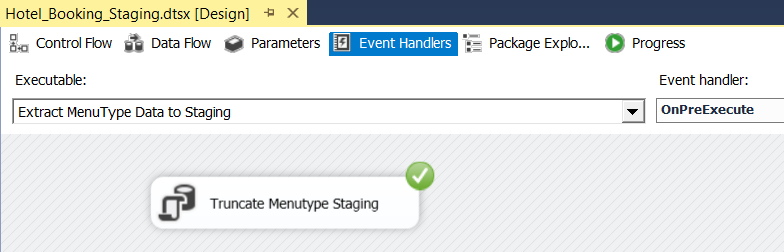 Hotel_Booking_Staging.dtsx [Design]
Control Flow Data Flow Parameters Event Handlers Package Explo... Progress
Executable: Event handler:
Extract MenuType Data to Staging OnPreExecute
Truncate Menutype Staging